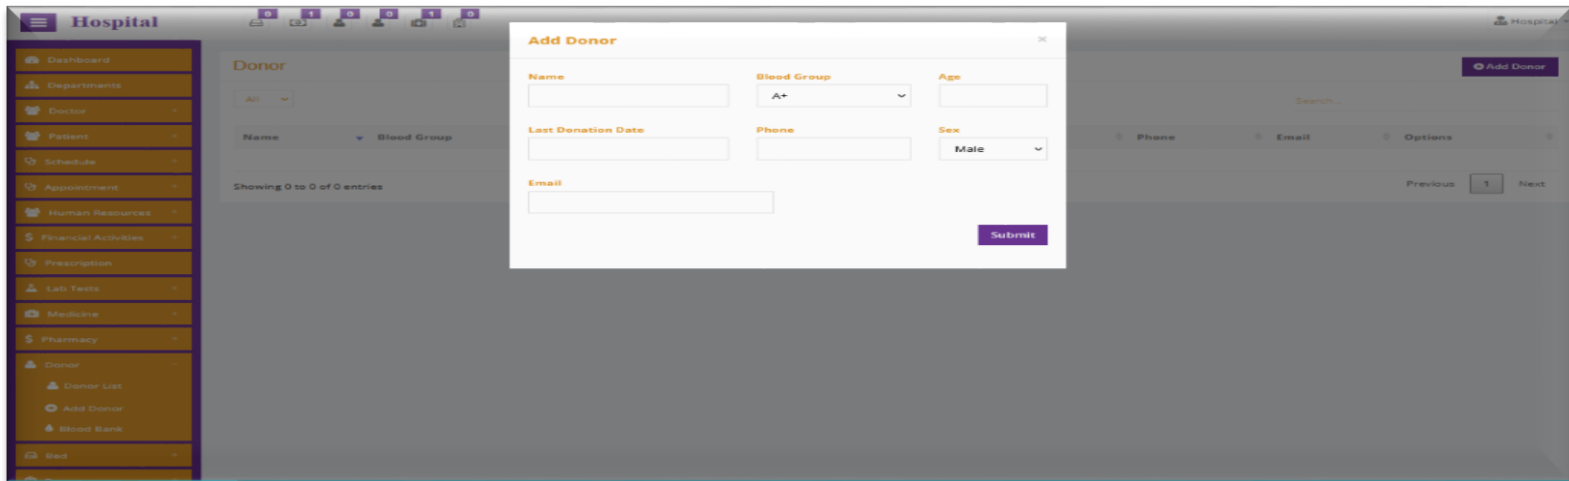 Hospital
0 1 0 0 1 0
Hospital
Dashboard
Departments
Doctor
Patient
Schedule
Appointment
Human Resources
Financial Activities
Prescription
Lab Tests
Medicine
Pharmacy
Donor
Donor List
Add Donor
Blood Bank
Bed
Donor
Add Donor
All
Search...
Name Blood Group Phone Email Options
Showing 0 to 0 of 0 entries
Previous 1 Next
Add Donor ×
Name Blood Group Age
A+
Last Donation Date Phone Sex
Male
Email
Submit